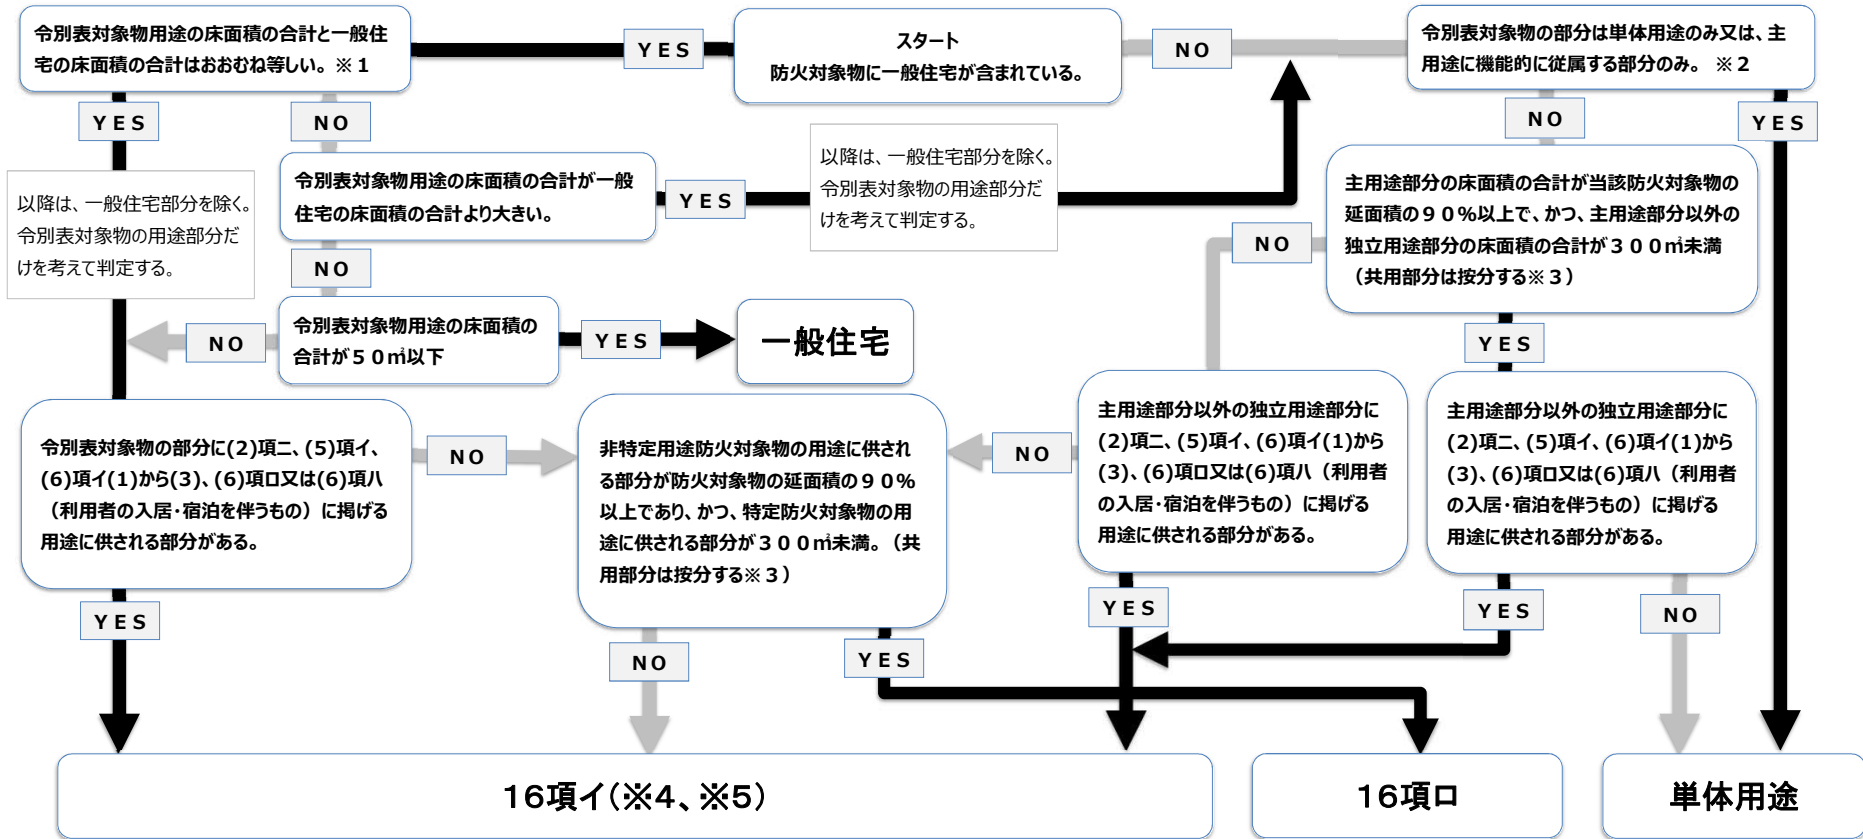 令別表対象物用途の床面積の合計と一般住
宅の床面積の合計はおおむね等しい。※１
ＹＥＳ
スタート
防火対象物に一般住宅が含まれている。
ＮＯ
令別表対象物の部分は単体用途のみ又は、主
用途に機能的に従属する部分のみ。 ※２
ＹＥＳ
ＮＯ
ＮＯ
ＹＥＳ
以降は、一般住宅部分を除く。
令別表対象物の用途部分だ
けを考えて判定する。
令別表対象物用途の床面積の合計が一般
住宅の床面積の合計より大きい。
ＹＥＳ
以降は、一般住宅部分を除く。
令別表対象物の用途部分だ
けを考えて判定する。
主用途部分の床面積の合計が当該防火対象物の
延面積の９０％以上で、かつ、主用途部分以外の
独立用途部分の床面積の合計が３００㎡未満
（共用部分は按分する※３）
ＮＯ
ＮＯ
ＮＯ
令別表対象物用途の床面積の
合計が５０㎡以下
ＹＥＳ
一般住宅
ＹＥＳ
令別表対象物の部分に(2)項ニ、(5)項イ、
(6)項イ(1)から(3)、(6)項ロ又は(6)項ハ
（利用者の入居・宿泊を伴うもの）に掲げる
用途に供される部分がある。
ＮＯ
非特定用途防火対象物の用途に供され
る部分が防火対象物の延面積の９０％
以上であり、かつ、特定防火対象物の用
途に供される部分が３００㎡未満。（共
用部分は按分する※３）
ＮＯ
主用途部分以外の独立用途部分に
(2)項ニ、(5)項イ、(6)項イ(1)から
(3)、(6)項ロ又は(6)項ハ（利用者
の入居・宿泊を伴うもの）に掲げる
用途に供される部分がある。
主用途部分以外の独立用途部分に
(2)項ニ、(5)項イ、(6)項イ(1)から
(3)、(6)項ロ又は(6)項ハ（利用者
の入居・宿泊を伴うもの）に掲げる
用途に供される部分がある。
ＹＥＳ
ＮＯ
ＹＥＳ
ＹＥＳ
ＹＥＳ
ＮＯ
16項イ(※4、※5)
16項ロ
単体用途